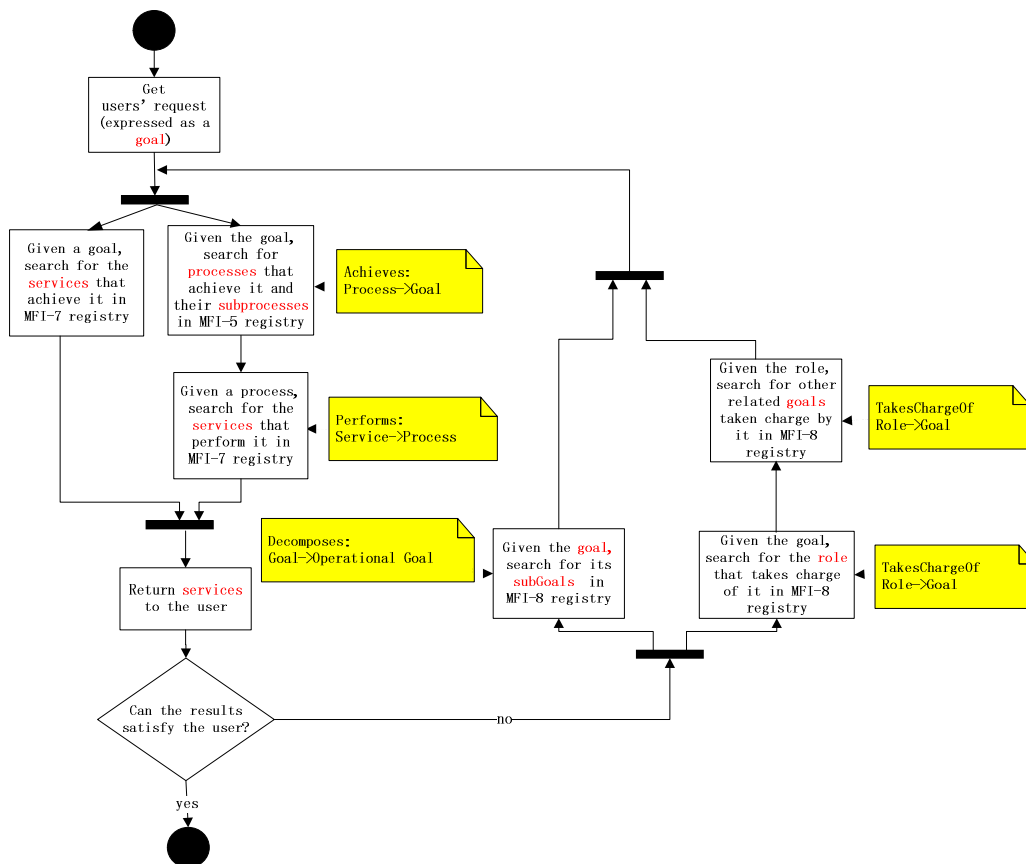 Get
users' request
(expressed as a
goal)
Given a goal,
search for the
services that
achieve it in
MFI-7 registry
Given the goal,
search for
processes that
achieve it and
their subprocesses
in MFI-5 registry
Achieves:
Process->Goal
Given a process,
search for the
services that
perform it in
MFI-7 registry
Performs:
Service->Process
Given the role,
search for other
related goals
taken charge by
it in MFI-8
registry
TakesChargeOf
Role->Goal
Decomposes:
Goal->Operational Goal
Given the goal,
search for its
subGoals in
MFI-8 registry
Given the goal,
search for the role
that takes charge
of it in MFI-8
registry
TakesChargeOf
Role->Goal
Return services
to the user
Can the results
satisfy the user?
no
yes